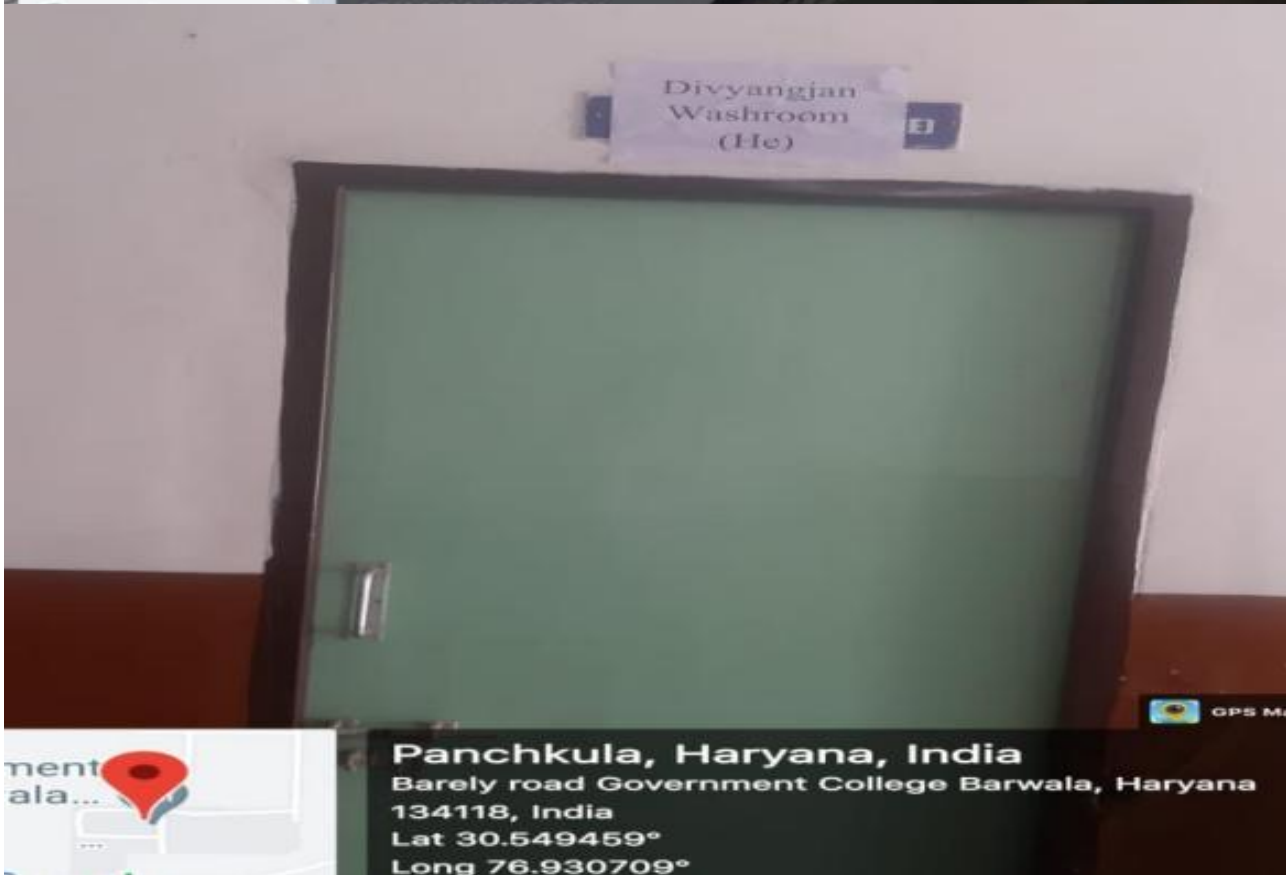 Divyangjan
Washroom
(He)
GPS Ma
ment
ala...
Panchkula, Haryana, India
Barely road Government College Barwala, Haryana
134118, India
Lat 30.549459°
Long 76.930709°